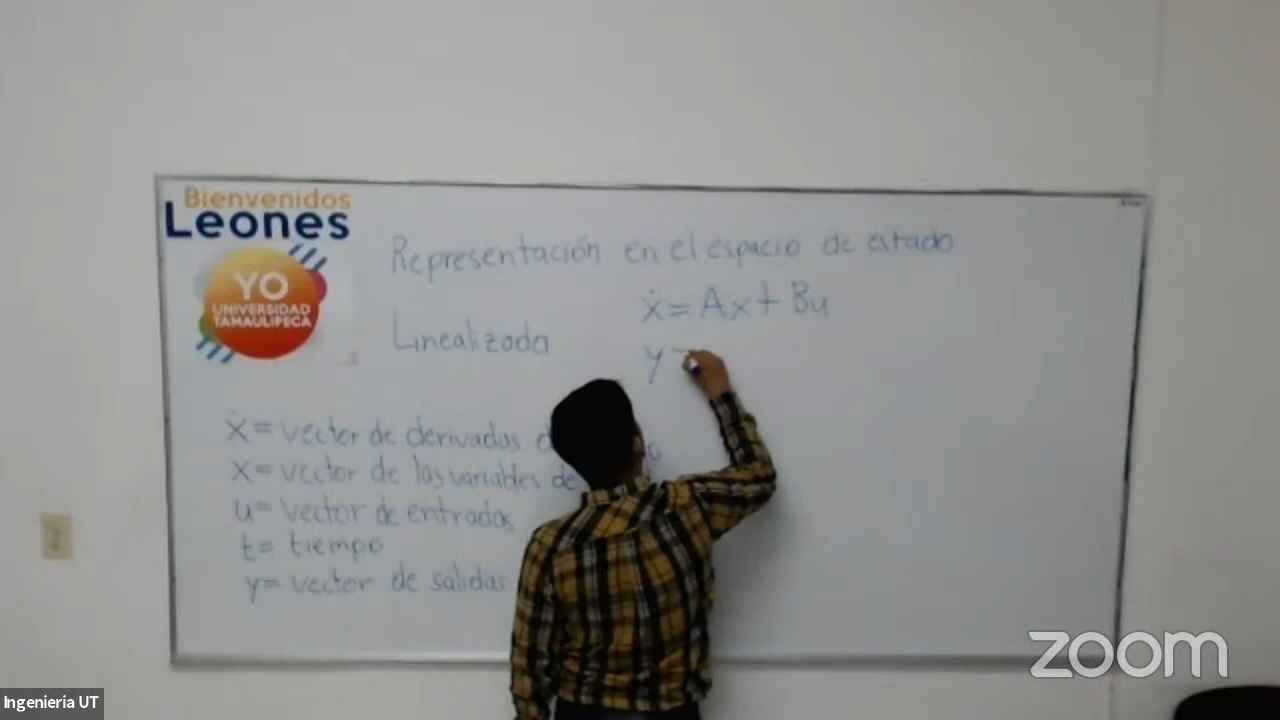 Bienvenidos
Leones
YO
UNIVERSIDAD
TAMAULIPECA
Representación en el espacio de estado
Linealizada
ẋ = Ax + Bu
y =
ẋ = vector de derivadas
x = vector de las variables de
u = vector de entradas
t = tiempo
y = vector de salidas
zoom
Ingenieria UT